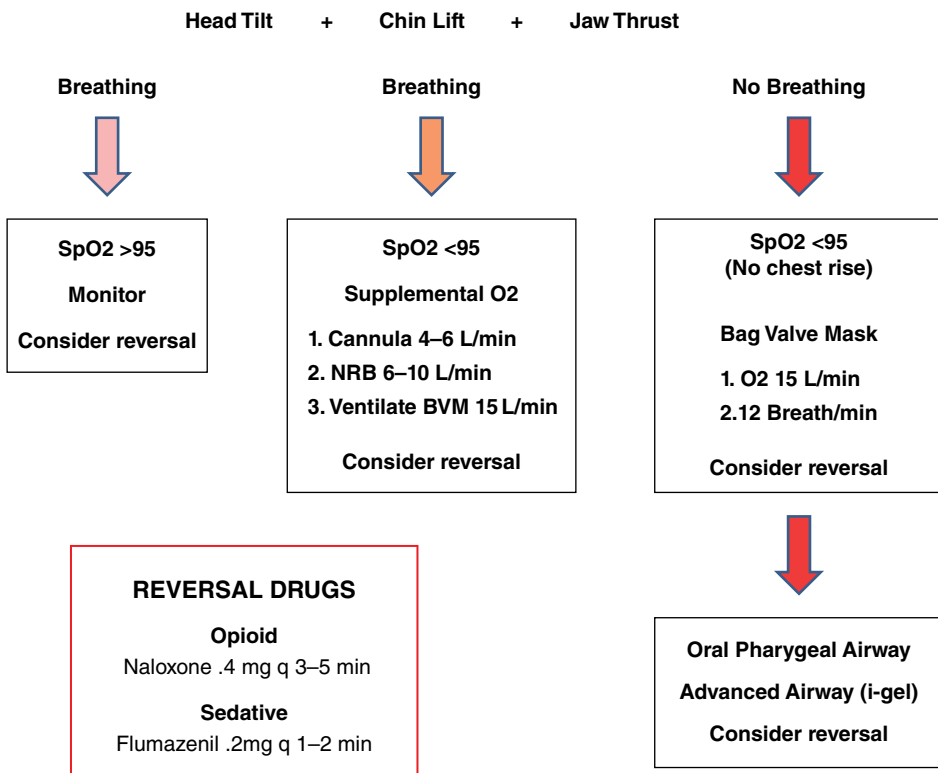 Head Tilt + Chin Lift + Jaw Thrust
Breathing
SpO2 >95
Monitor
Consider reversal
Breathing
SpO2 <95
Supplemental O2
1. Cannula 4–6 L/min
2. NRB 6–10 L/min
3. Ventilate BVM 15 L/min
Consider reversal
No Breathing
SpO2 <95
(No chest rise)
Bag Valve Mask
1. O2 15 L/min
2.12 Breath/min
Consider reversal
Oral Pharygeal Airway
Advanced Airway (i-gel)
Consider reversal
REVERSAL DRUGS
Opioid
Naloxone .4 mg q 3–5 min
Sedative
Flumazenil .2mg q 1–2 min